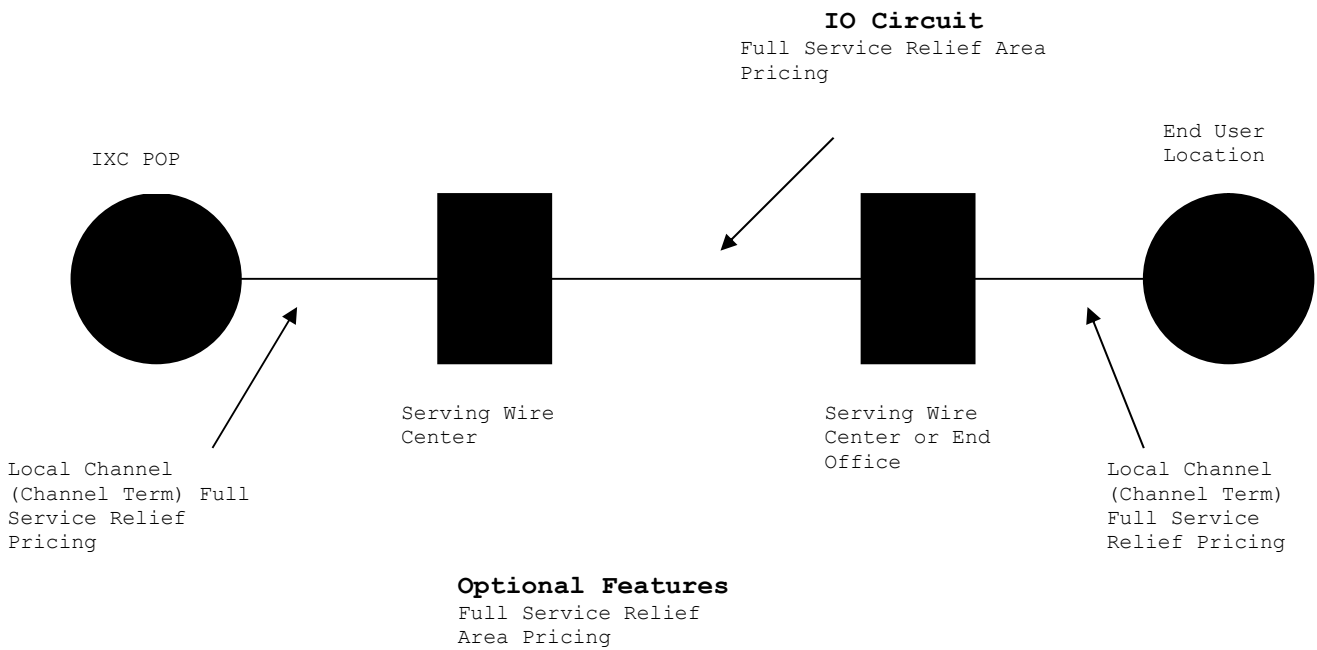 IO Circuit
Full Service Relief Area
Pricing
End User
Location
IXC POP
Serving Wire
Center
Serving Wire
Center or End
Office
Local Channel
(Channel Term) Full
Service Relief
Pricing
Local Channel
(Channel Term)
Full Service
Relief Pricing
Optional Features
Full Service Relief
Area Pricing